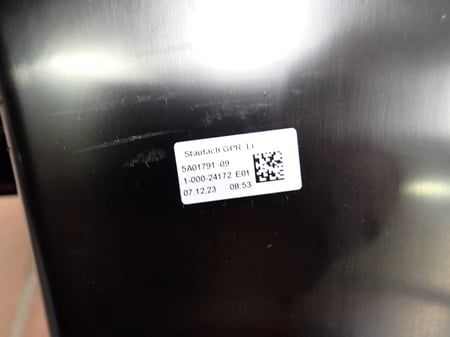 Staufach GPR Li
5A01791-09
1-000-24172 E01
07.12.23 08:53